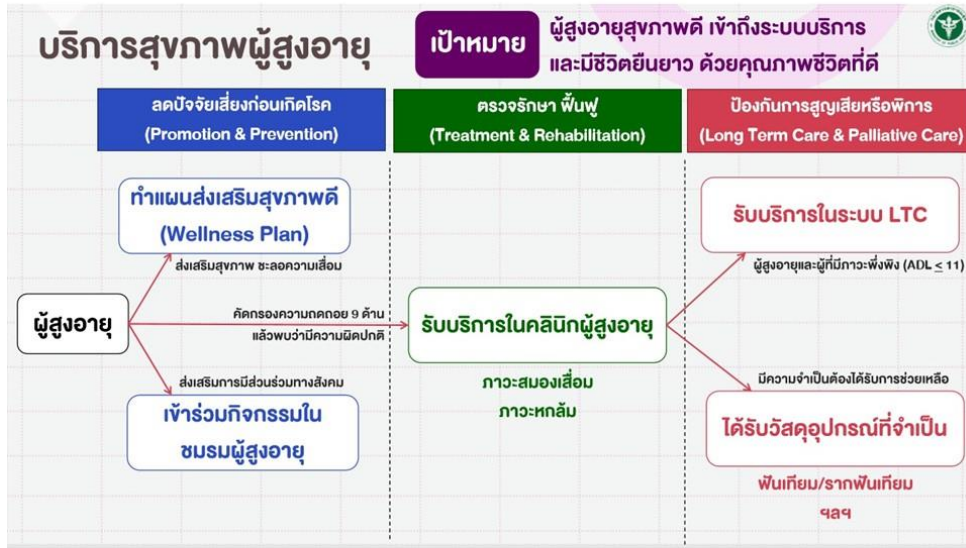 บริการสุขภาพผู้สูงอายุ
เป้าหมาย
ผู้สูงอายุสุขภาพดี เข้าถึงระบบบริการ
และมีชีวิตยืนยาว ด้วยคุณภาพชีวิตที่ดี
ลดปัจจัยเสี่ยงก่อนเกิดโรค
(Promotion & Prevention)
ตรวจรักษา ฟื้นฟู
(Treatment & Rehabilitation)
ป้องกันการสูญเสียหรือพิการ
(Long Term Care & Palliative Care)
ทำแผนส่งเสริมสุขภาพดี
(Wellness Plan)
ส่งเสริมสุขภาพ ชะลอความเสื่อม
ผู้สูงอายุ
คัดกรองความถดถอย 9 ด้าน
แล้วพบว่ามีความผิดปกติ
ส่งเสริมการมีส่วนร่วมทางสังคม
เข้าร่วมกิจกรรมใน
ชมรมผู้สูงอายุ
รับบริการในคลินิกผู้สูงอายุ
ภาวะสมองเสื่อม
ภาวะหกล้ม
รับบริการในระบบ LTC
ผู้สูงอายุและผู้ที่มีภาวะพึ่งพิง (ADL ≤ 11)
มีความจำเป็นต้องได้รับการช่วยเหลือ
ได้รับวัสดุอุปกรณ์ที่จำเป็น
ฟันเทียม/รากฟันเทียม
ฯลฯ